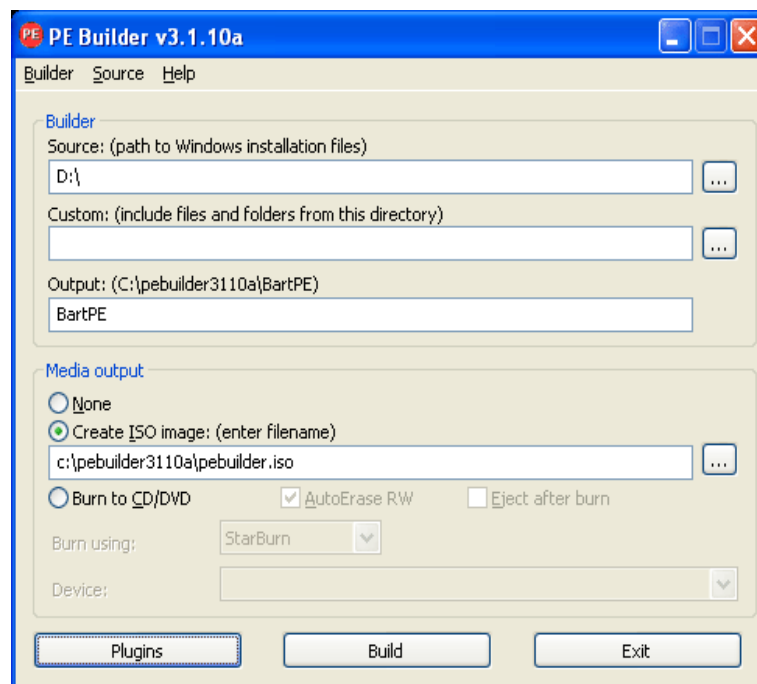 PE PE Builder v3.1.10a
Builder Source Help
Builder
Source: (path to Windows installation files)
D:\
...
Custom: (include files and folders from this directory)
...
Output: (C:\pebuilder3110a\BartPE)
BartPE
Media output
None
Create ISO image: (enter filename)
c:\pebuilder3110a\pebuilder.iso
...
Burn to CD/DVD AutoErase RW Eject after burn
Burn using: StarBurn
Device:
Plugins Build Exit